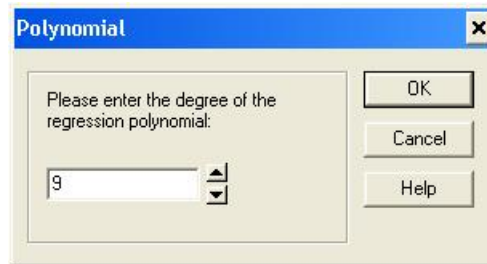 Polynomial
Please enter the degree of the
regression polynomial:
9
OK
Cancel
Help